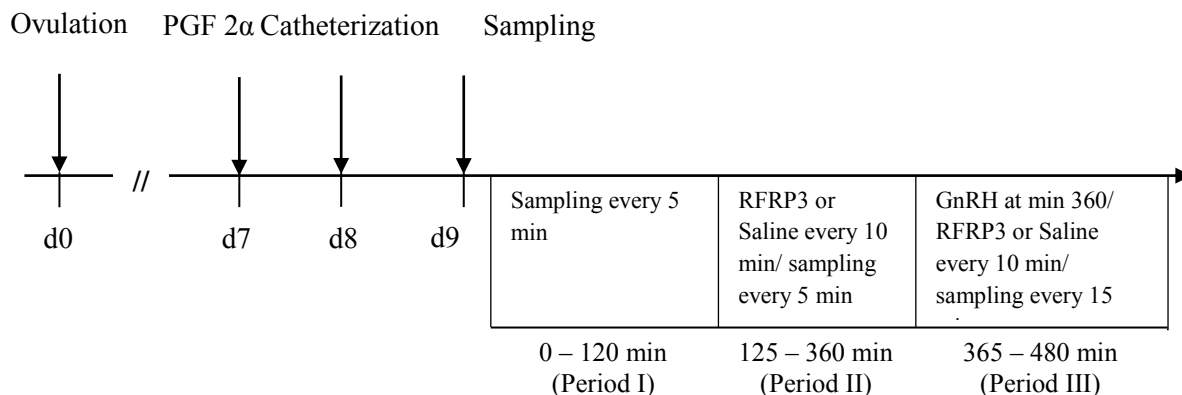 Ovulation PGF 2α Catheterization Sampling
//
d0 d7 d8 d9
Sampling every 5
min
RFRP3 or
Saline every 10
min/ sampling
every 5 min
GnRH at min 360/
RFRP3 or Saline
every 10 min/
sampling every 15
0 – 120 min
(Period I)
125 – 360 min
(Period II)
365 – 480 min
(Period III)